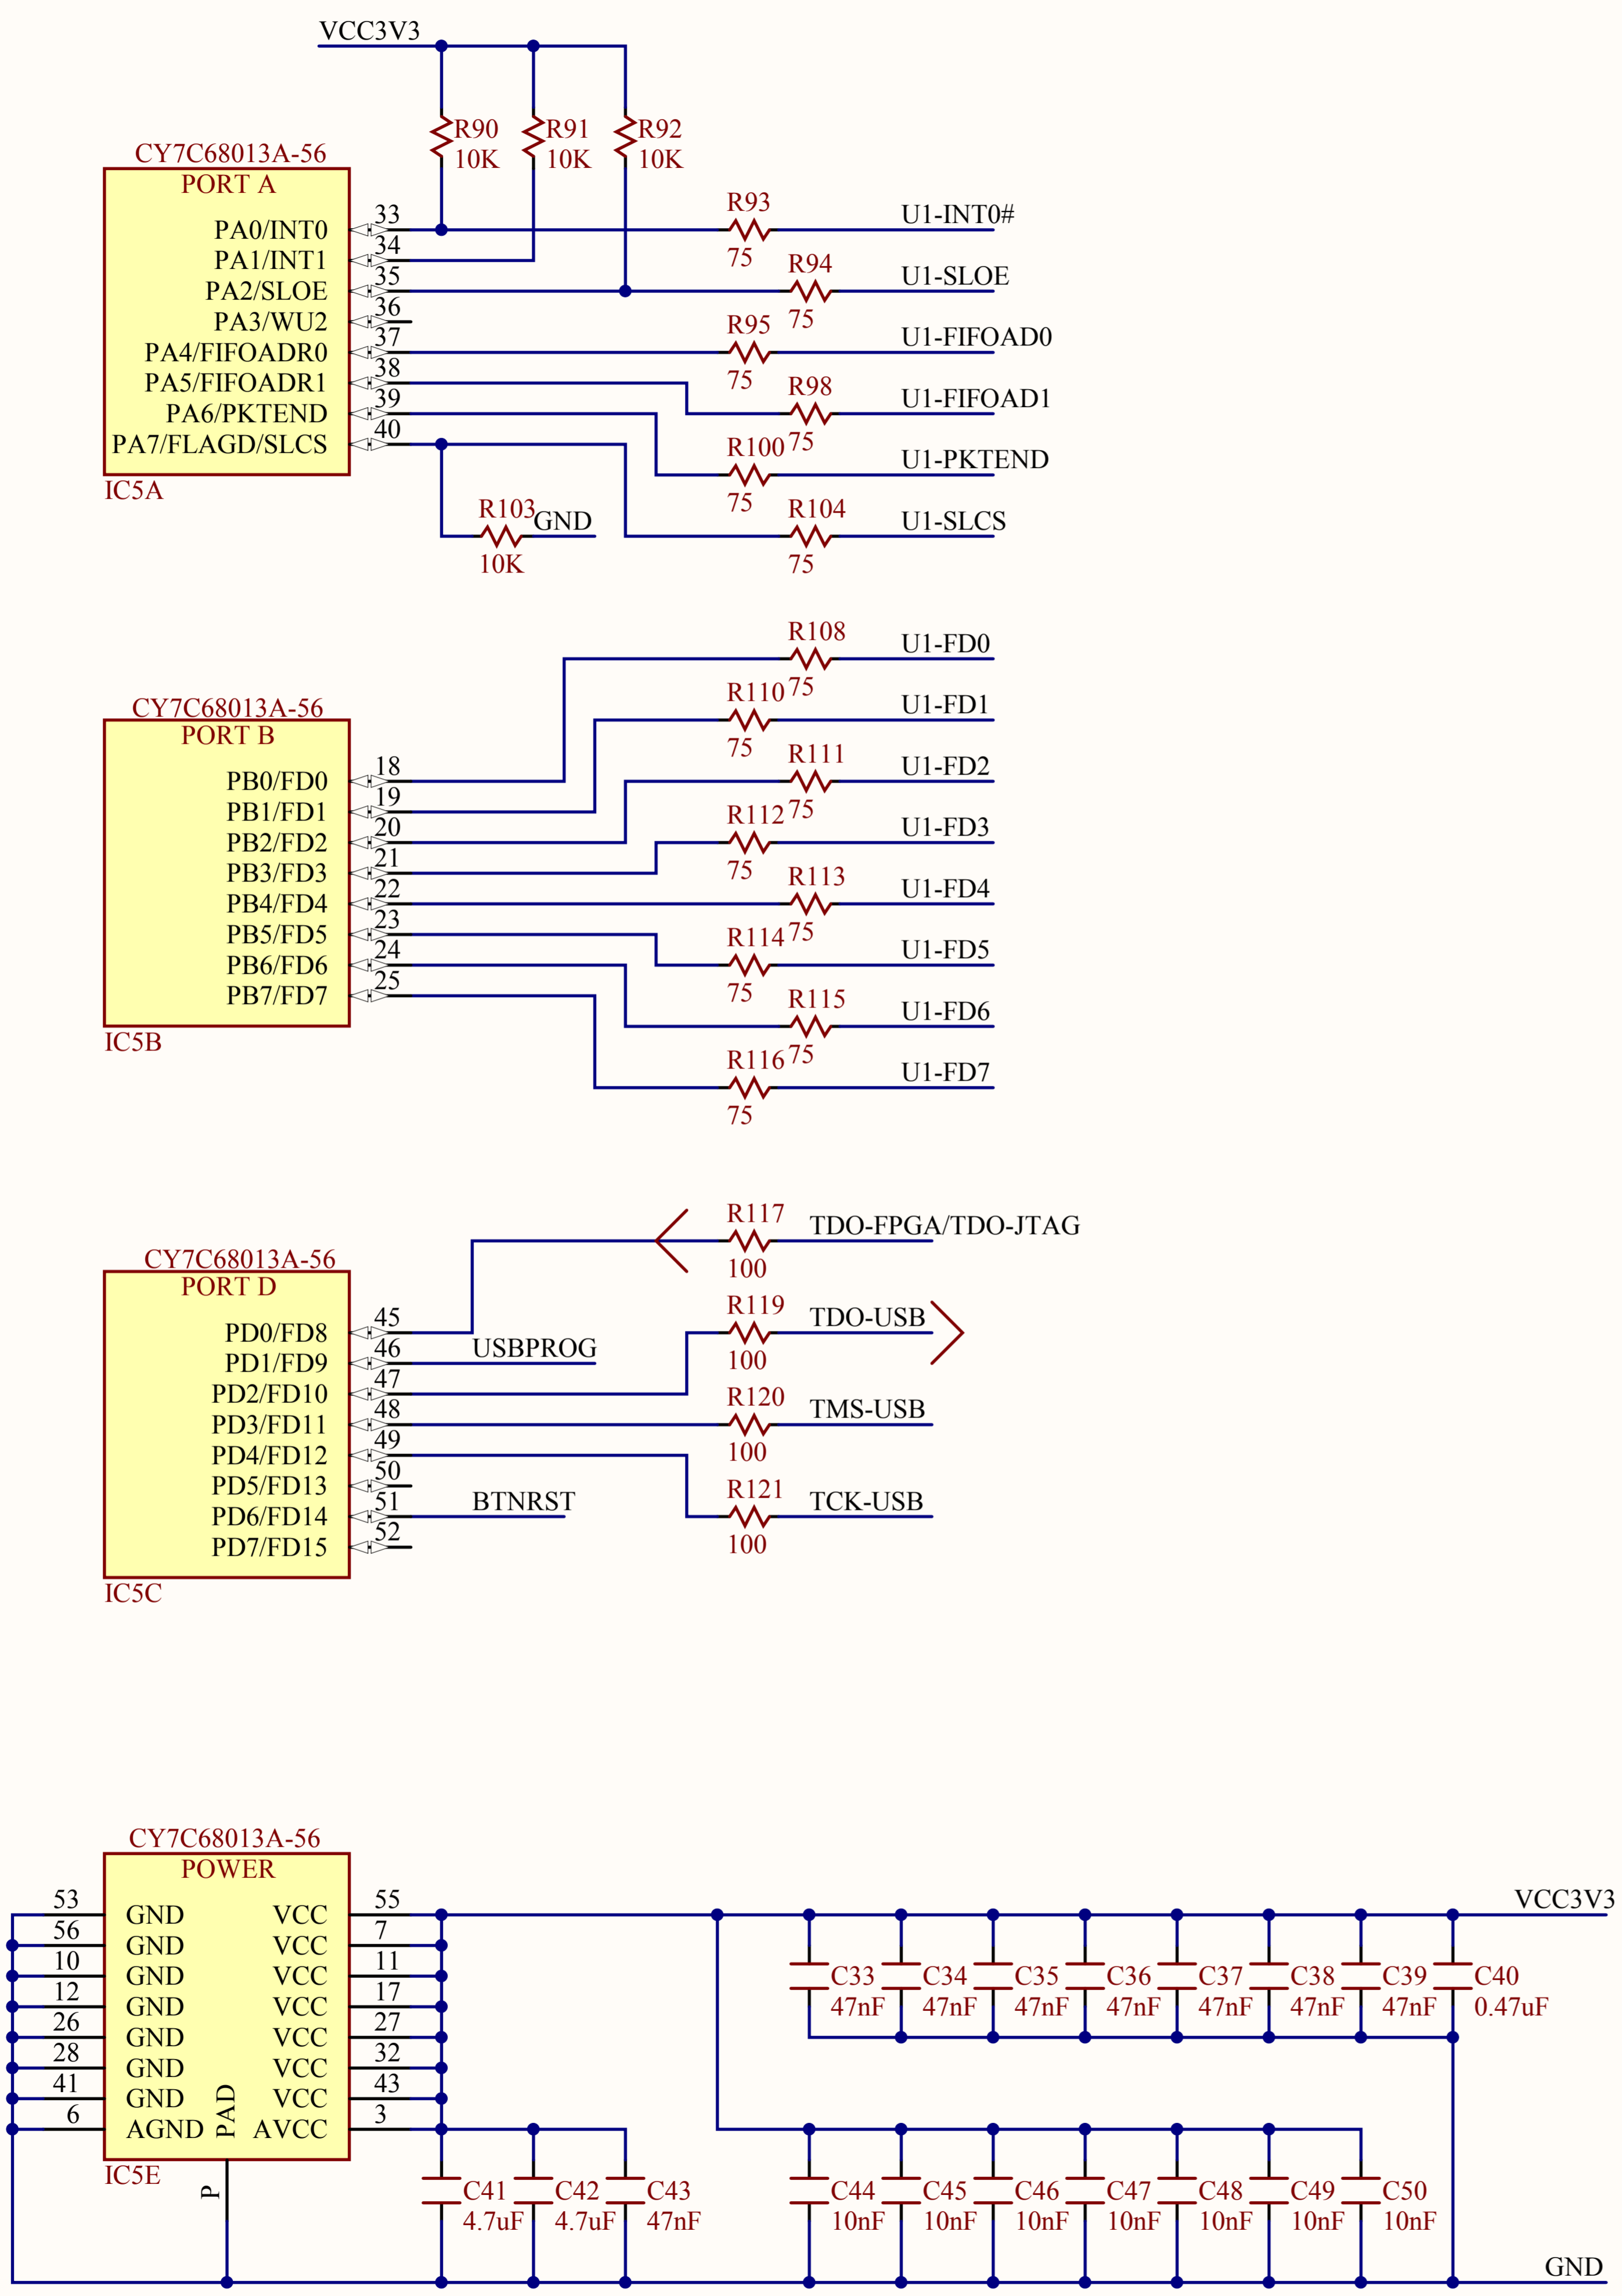 VCC3V3
R90
R91
R92
10K
10K
10K
CY7C68013A-56
PORT A
PA0/INT0 33
R93
75
U1-INT0#
PA1/INT1 34
PA2/SLOE 35
R94
75
U1-SLOE
PA3/WU2 36
PA4/FIFOADR0 37
R95
75
U1-FIFOAD0
PA5/FIFOADR1 38
R98
75
U1-FIFOAD1
PA6/PKTEND 39
R100
75
U1-PKTEND
PA7/FLAGD/SLCS 40
R103
10K
GND
R104
75
U1-SLCS
IC5A
CY7C68013A-56
PORT B
PB0/FD0 18
R108
75
U1-FD0
PB1/FD1 19
R110
75
U1-FD1
PB2/FD2 20
R111
75
U1-FD2
PB3/FD3 21
R112
75
U1-FD3
PB4/FD4 22
R113
75
U1-FD4
PB5/FD5 23
R114
75
U1-FD5
PB6/FD6 24
R115
75
U1-FD6
PB7/FD7 25
R116
75
U1-FD7
IC5B
CY7C68013A-56
PORT D
PD0/FD8 45
R117
100
TDO-FPGA/TDO-JTAG
PD1/FD9 46
USBPROG
PD2/FD10 47
R119
100
TDO-USB
PD3/FD11 48
R120
100
TMS-USB
PD4/FD12 49
R121
100
TCK-USB
PD5/FD13 50
PD6/FD14 51
BTNRST
PD7/FD15 52
IC5C
CY7C68013A-56
POWER
53 GND VCC 55
56 GND VCC 7
10 GND VCC 11
12 GND VCC 17
26 GND VCC 27
28 GND VCC 32
41 GND VCC 43
6 AGND PAD AVCC 3
IC5E
P
VCC3V3
C33 C34 C35 C36 C37 C38 C39 C40
47nF 47nF 47nF 47nF 47nF 47nF 47nF 0.47uF
C41 C42 C43 C44 C45 C46 C47 C48 C49 C50
4.7uF 4.7uF 47nF 10nF 10nF 10nF 10nF 10nF 10nF 10nF
GND